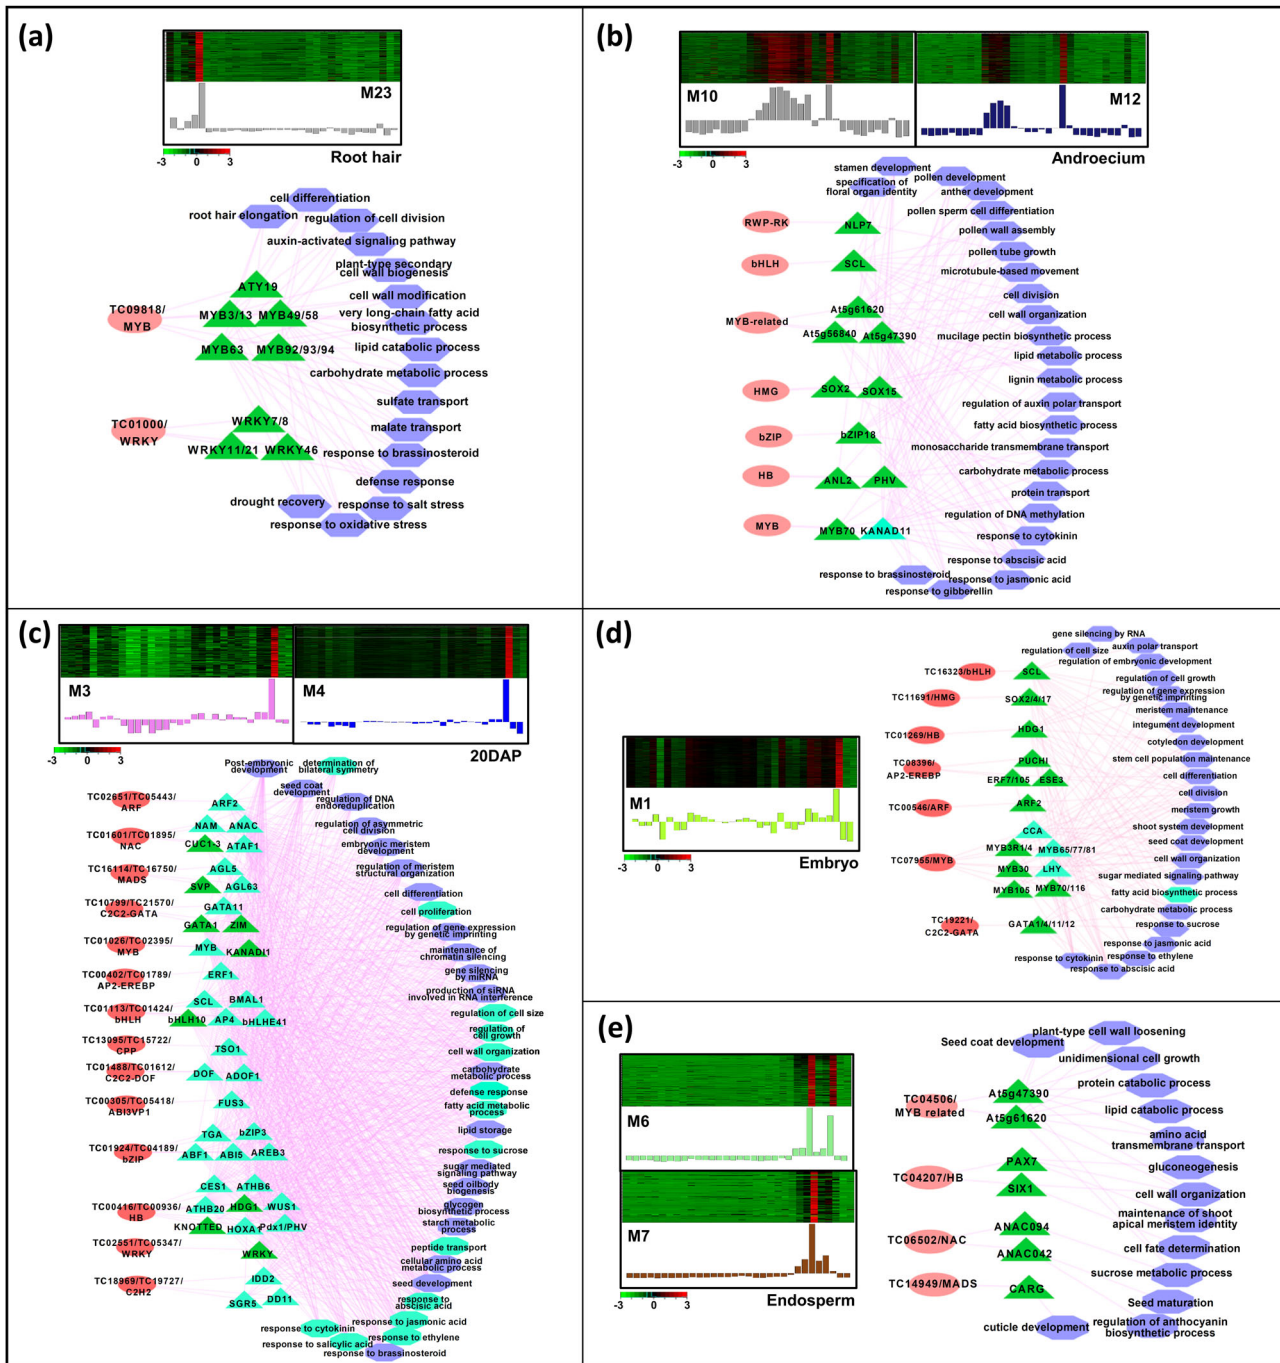 (a)
M23
-3 0 3
Root hair
cell differentiation
root hair elongation
regulation of cell division
auxin-activated signaling pathway
plant-type secondary
cell wall biogenesis
ATY19
TC09818/
MYB
cell wall modification
MYB3/13
MYB49/58
very long-chain fatty acid
biosynthetic process
MYB63
MYB92/93/94
lipid catabolic process
carbohydrate metabolic process
sulfate transport
TC01000/
WRKY
WRKY7/8
malate transport
WRKY11/21
WRKY46
response to brassinosteroid
defense response
drought recovery
response to salt stress
response to oxidative stress
(b)
M10
M12
-3 0 3
Androecium
stamen development
specification of
floral organ identity
pollen development
anther development
pollen sperm cell differentiation
RWP-RK
NLP7
pollen wall assembly
pollen tube growth
bHLH
SCL
microtubule-based movement
cell division
At5g61620
cell wall organization
MYB-related
At5g56840
At5g47390
mucilage pectin biosynthetic process
lipid metabolic process
lignin metabolic process
HMG
SOX2
SOX15
regulation of auxin polar transport
fatty acid biosynthetic process
bZIP
bZIP18
monosaccharide transmembrane transport
carbohydrate metabolic process
HB
ANL2
PHV
protein transport
regulation of DNA methylation
MYB
MYB70
KANAD11
response to cytokinin
response to abscisic acid
response to brassinosteroid
response to jasmonic acid
response to gibberellin
(c)
M3
M4
-3 0 3
20DAP
Post-embryonic
development
determination of
bilateral symmetry
seed coat
development
regulation of DNA
endoreduplication
TC02651/TC05443/
ARF
ARF2
regulation of asymmetric
cell division
NAM
ANAC
TC01601/TC01895/
NAC
CUC1-3
ATAF1
embryonic meristem
development
regulation of meristem
structural organization
TC16114/TC16750/
MADS
AGL5
SVP
AGL63
cell differentiation
TC10799/TC21570/
C2C2-GATA
GATA11
cell proliferation
GATA1
ZIM
regulation of gene expression
by genetic imprinting
TC01026/TC02395/
MYB
MYB
KANADI1
maintenance of
chromatin silencing
TC00402/TC01789/
AP2-EREBP
ERF1
gene silencing
by miRNA
production of siRNA
involved in RNA interference
TC01113/TC01424/
bHLH
SCL
BMAL1
bHLH10
AP4
bHLHE41
regulation of cell size
regulation of
cell growth
TC13095/TC15722/
CPP
TSO1
cell wall organization
TC01488/TC01612/
C2C2-DOF
DOF
ADOF1
carbohydrate
metabolic process
defense response
TC00305/TC05418/
ABI3VP1
FUS3
fatty acid metabolic
process
lipid storage
TC01924/TC04189/
bZIP
TGA
bZIP3
ABF1
ABI5
AREB3
response to sucrose
sugar mediated
signaling pathway
seed oilbody
biogenesis
CES1
ATHB6
TC00416/TC00936/
HB
ATHB20
HDG1
WUS1
glycogen
biosynthetic process
KNOTTED
HOXA1
Pdx1/PHV
starch metabolic
process
TC02551/TC05347/
WRKY
WRKY
peptide transport
cellular amino acid
metabolic process
TC18969/TC19727/
C2H2
IDD2
seed development
SGR5
DD11
response to
abscisic acid
response to jasmonic acid
response to cytokinin
response to ethylene
response to salicylic acid
response to brassinosteroid
(d)
M1
-3 0 3
Embryo
gene silencing by RNA
regulation of cell size
auxin polar transport
regulation of embryonic development
TC16323/bHLH
SCL
regulation of cell growth
regulation of gene expression
by genetic imprinting
TC11691/HMG
SOX2/4/17
meristem maintenance
integument development
TC01269/HB
HDG1
cotyledon development
stem cell population maintenance
TC08396/
AP2-EREBP
PUCHI
ERF7/105
ESE3
cell differentiation
cell division
TC00546/ARF
ARF2
meristem growth
shoot system development
CCA
seed coat development
TC07955/MYB
MYB3R1/4
MYB65/77/81
cell wall organization
MYB30
LHY
sugar mediated signaling pathway
MYB105
MYB70/116
fatty acid biosynthetic process
carbohydrate metabolic process
TC19221/
C2C2-GATA
GATA1/4/11/12
response to sucrose
response to jasmonic acid
response to ethylene
response to cytokinin
response to abscisic acid
(e)
M6
M7
-3 0 3
Endosperm
plant-type cell wall loosening
Seed coat development
unidimensional cell growth
protein catabolic process
TC04506/
MYB related
At5g47390
At5g61620
lipid catabolic process
amino acid
transmembrane transport
TC04207/HB
PAX7
SIX1
gluconeogenesis
cell wall organization
maintenance of shoot
apical meristem identity
TC06502/NAC
ANAC094
ANAC042
cell fate determination
sucrose metabolic process
TC14949/MADS
CARG
Seed maturation
cuticle development
regulation of anthocyanin
biosynthetic process